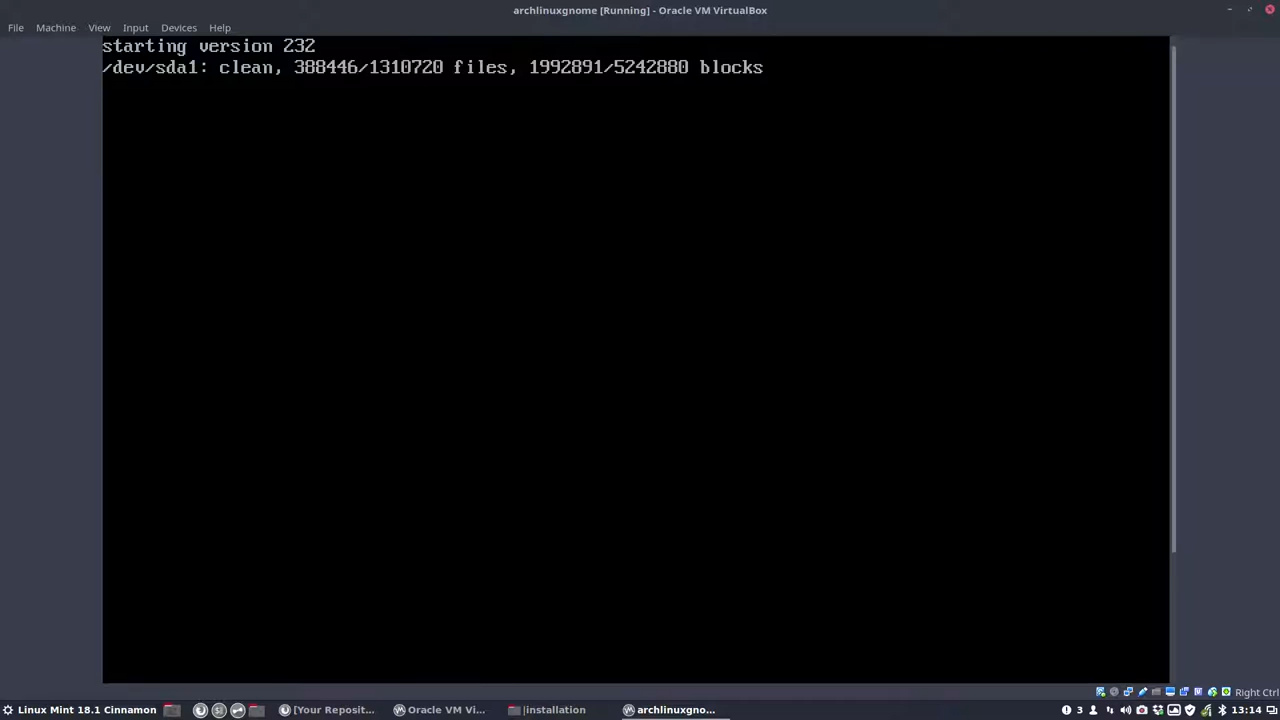 archlinuxgnome [Running] - Oracle VM VirtualBox
File Machine View Input Devices Help
starting version 232
/dev/sda1: clean, 388446/1310720 files, 1992891/5242880 blocks
Right Ctrl
Linux Mint 18.1 Cinnamon [Your Reposit... Oracle VM Vi... |installation archlinuxgno... 3 13:14